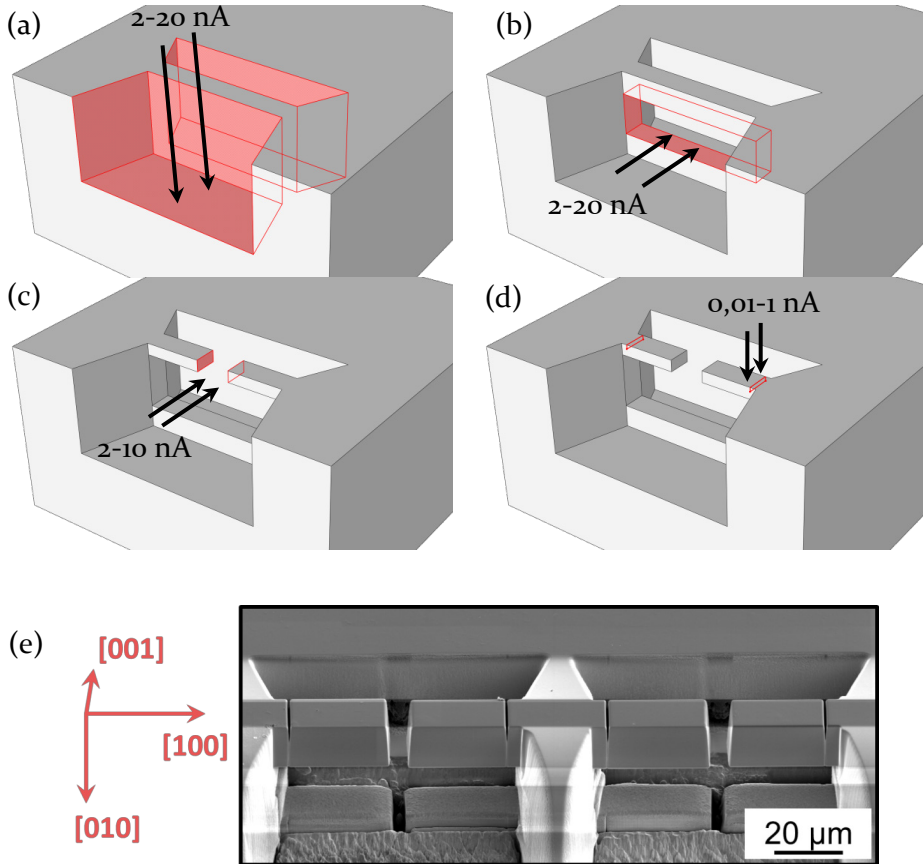 (a)
2-20 nA
(b)
2-20 nA
(c)
2-10 nA
(d)
0,01-1 nA
(e)
[001]
[100]
[010]
20 µm